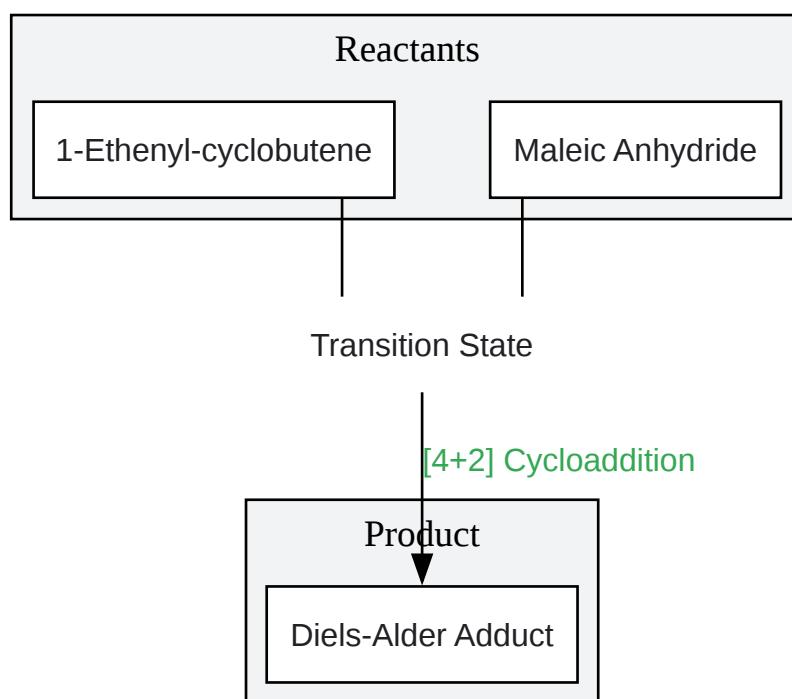 Reactants
1-Ethenyl-cyclobutene
Maleic Anhydride
Transition State
[4+2] Cycloaddition
Product
Diels-Alder Adduct